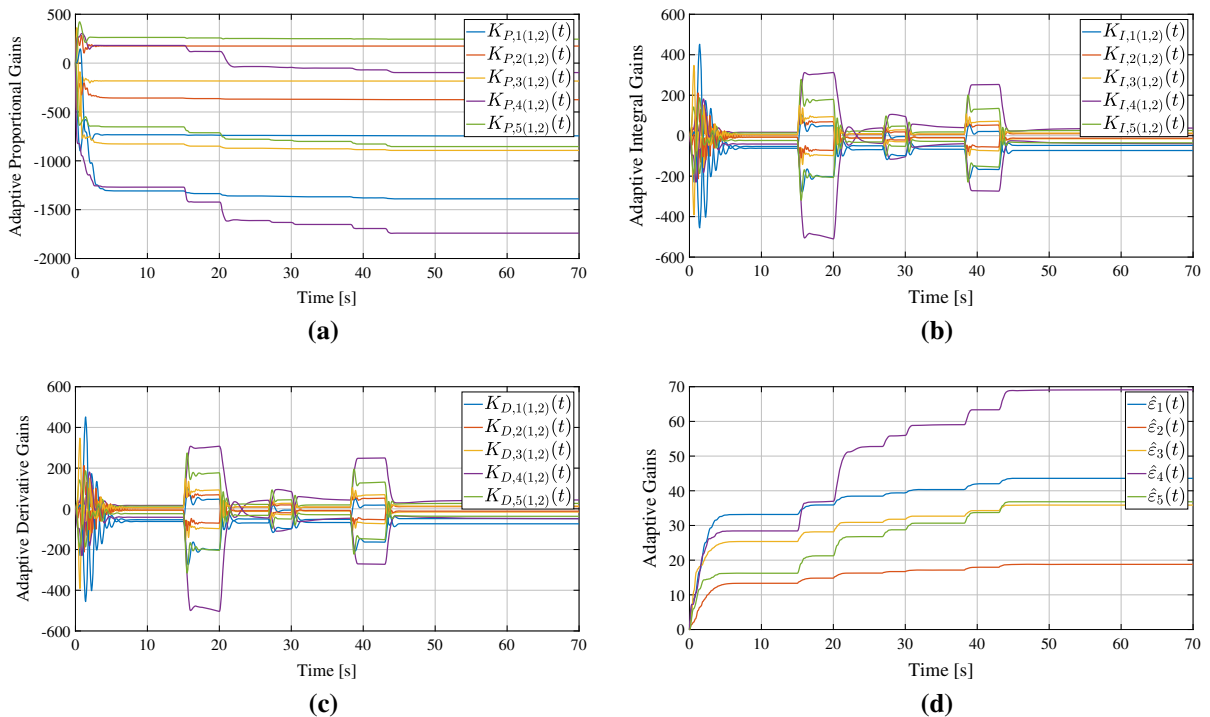 Adaptive Proportional Gains
500
0
-500
-1000
-1500
-2000
0 10 20 30 40 50 60 70
Time [s]
K_{P,1(1,2)}(t)
K_{P,2(1,2)}(t)
K_{P,3(1,2)}(t)
K_{P,4(1,2)}(t)
K_{P,5(1,2)}(t)
(a)
Adaptive Integral Gains
600
400
200
0
-200
-400
-600
0 10 20 30 40 50 60 70
Time [s]
K_{I,1(1,2)}(t)
K_{I,2(1,2)}(t)
K_{I,3(1,2)}(t)
K_{I,4(1,2)}(t)
K_{I,5(1,2)}(t)
(b)
Adaptive Derivative Gains
600
400
200
0
-200
-400
-600
0 10 20 30 40 50 60 70
Time [s]
K_{D,1(1,2)}(t)
K_{D,2(1,2)}(t)
K_{D,3(1,2)}(t)
K_{D,4(1,2)}(t)
K_{D,5(1,2)}(t)
(c)
Adaptive Gains
70
60
50
40
30
20
10
0
0 10 20 30 40 50 60 70
Time [s]
ε̂₁(t)
ε̂₂(t)
ε̂₃(t)
ε̂₄(t)
ε̂₅(t)
(d)